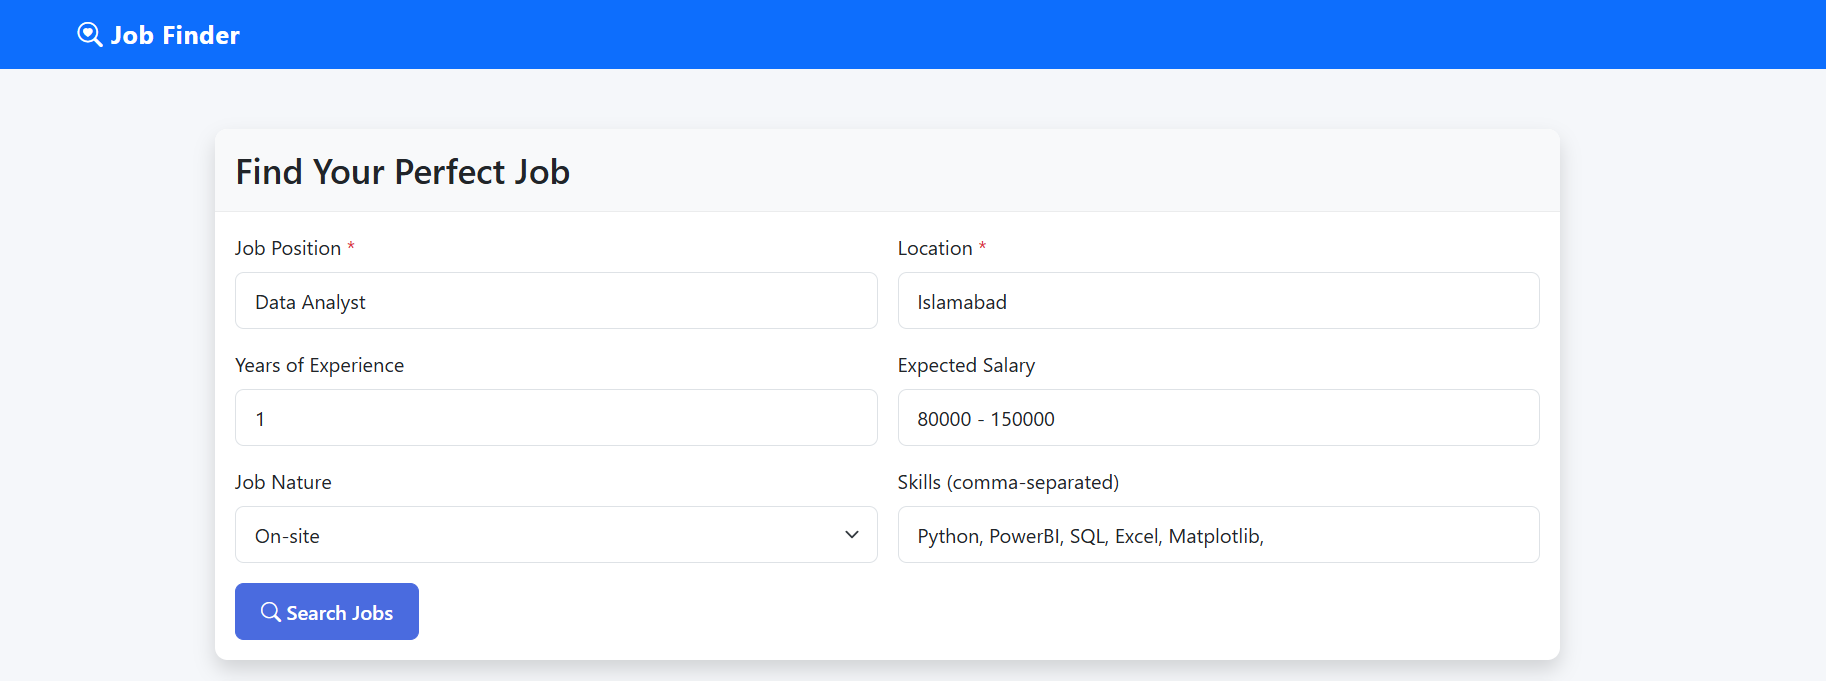 Job Finder
Find Your Perfect Job
Job Position *
Location *
Data Analyst
Islamabad
Years of Experience
Expected Salary
1
80000 - 150000
Job Nature
Skills (comma-separated)
On-site
Python, PowerBI, SQL, Excel, Matplotlib,
Search Jobs